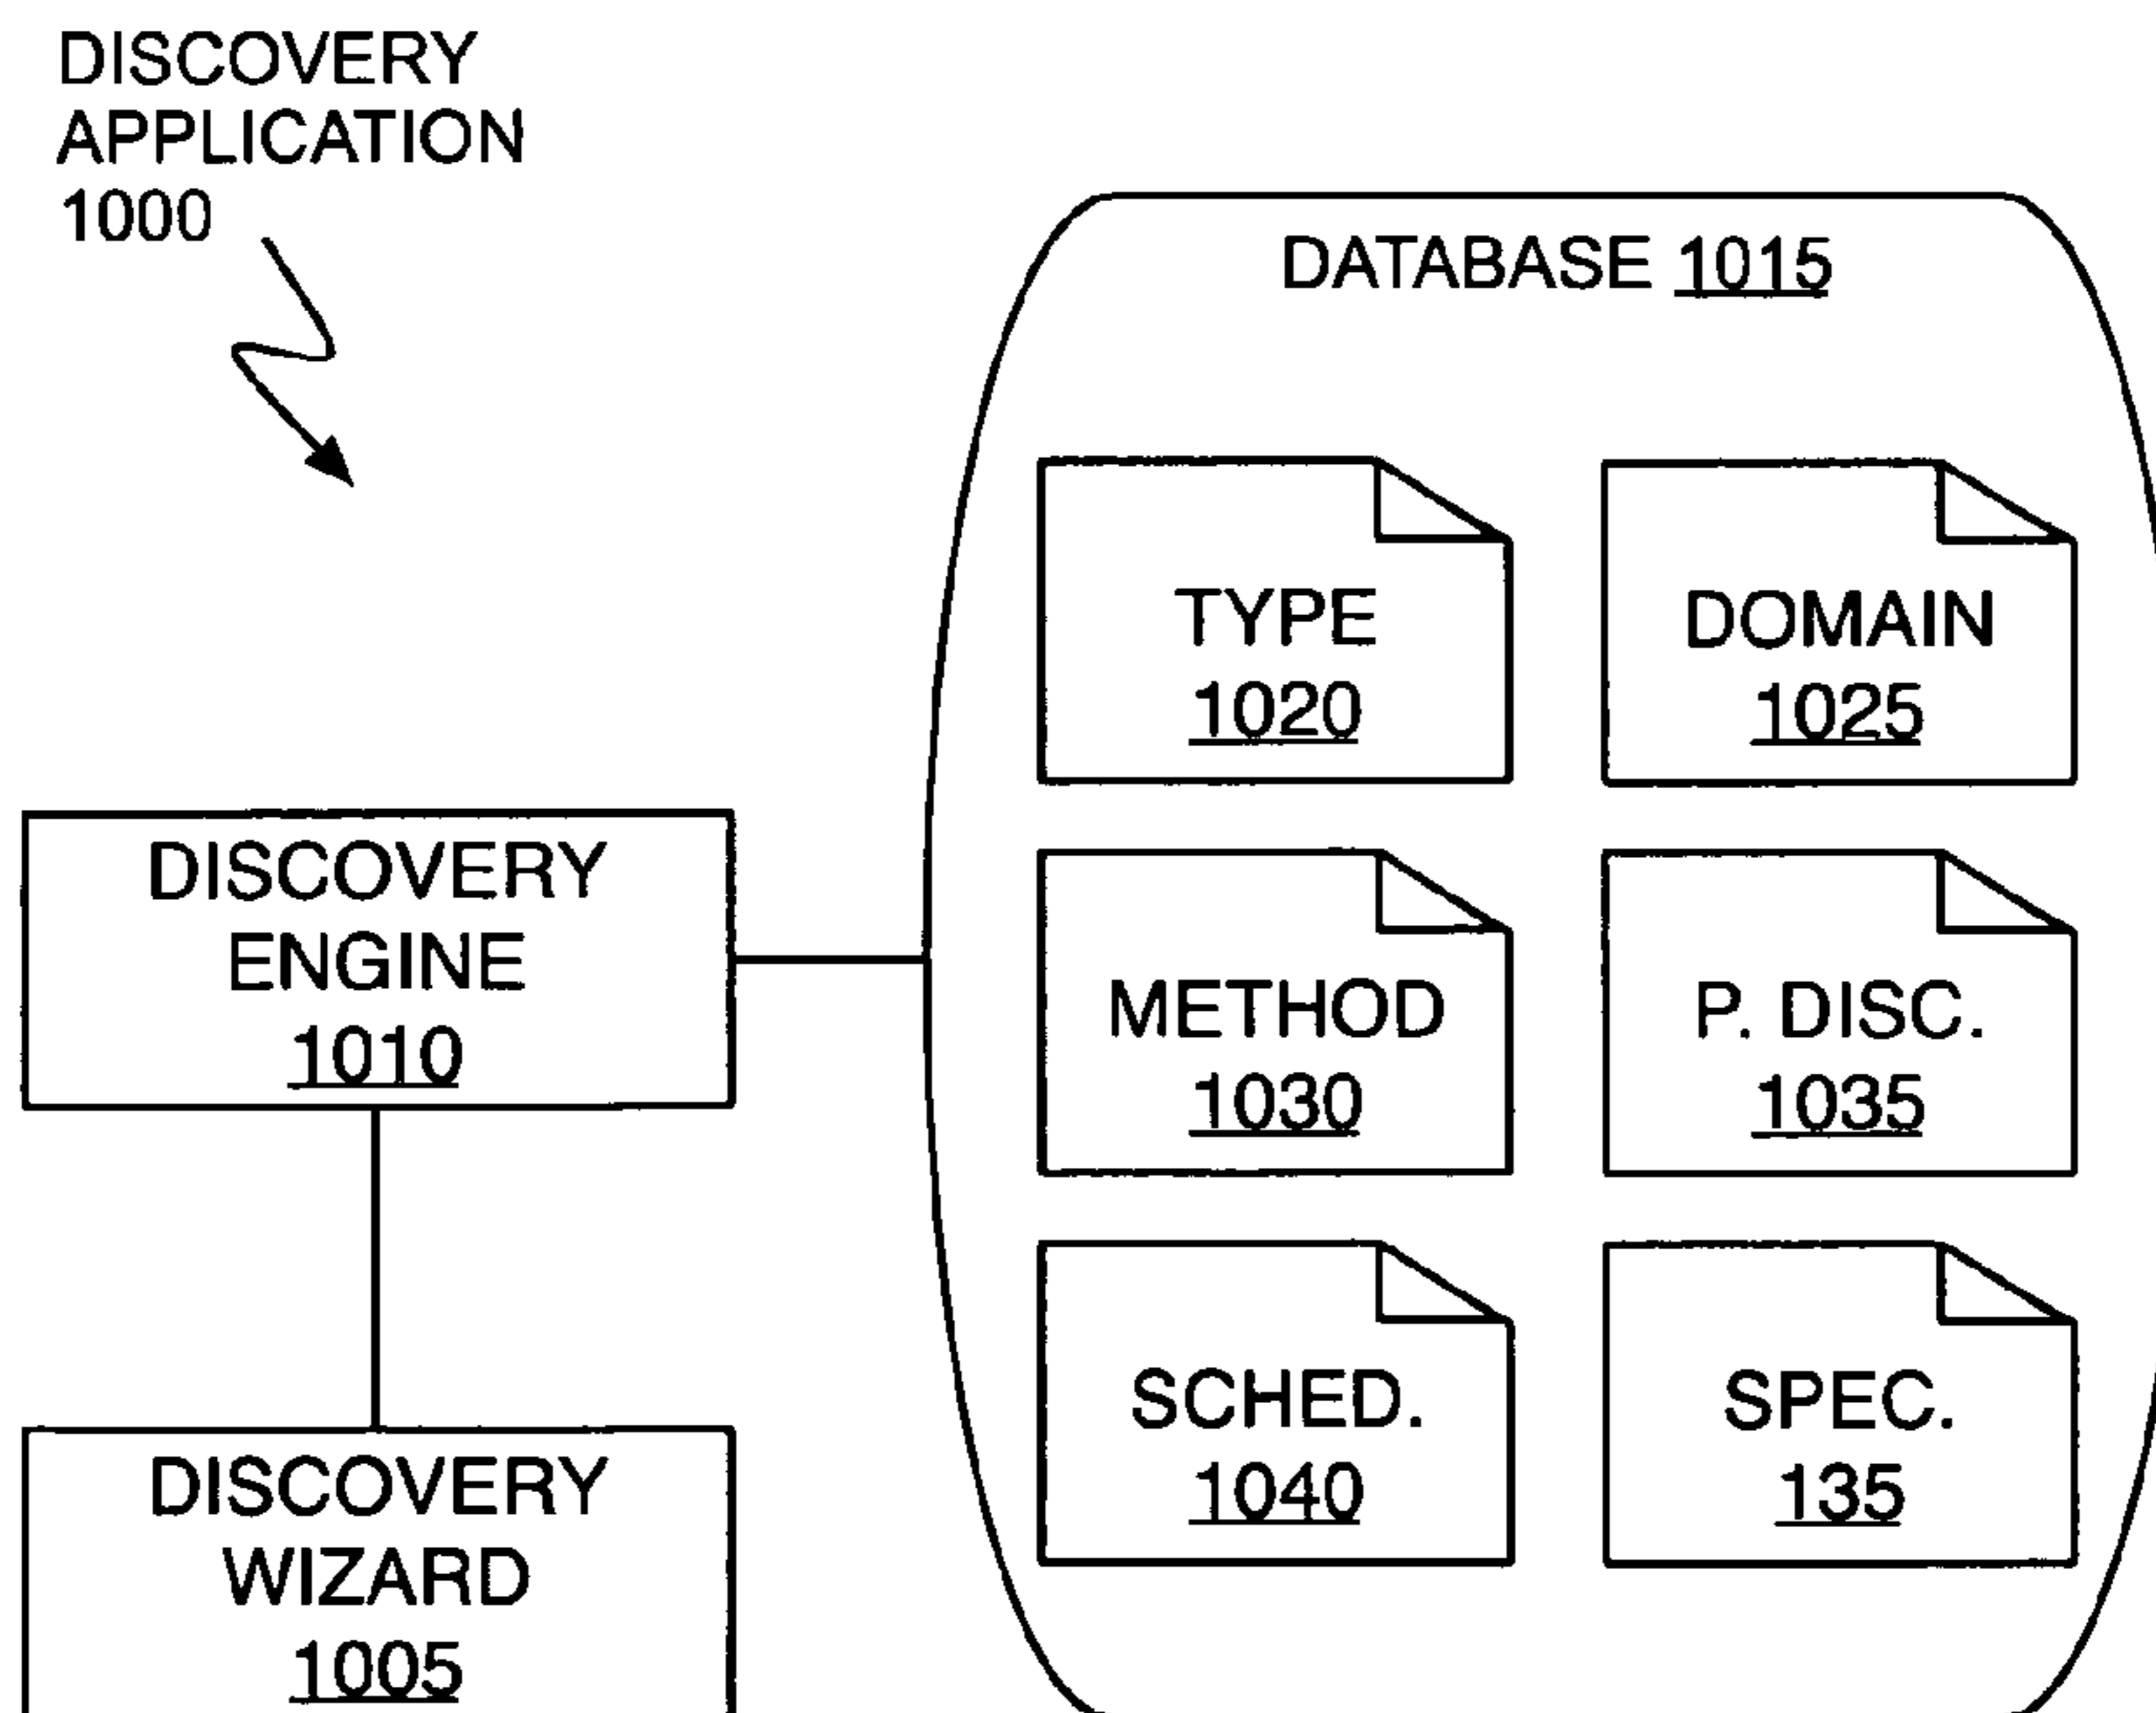 DISCOVERY
APPLICATION
1000
DATABASE 1015
TYPE
1020
DOMAIN
1025
DISCOVERY
ENGINE
1010
METHOD
1030
P. DISC.
1035
SCHED.
1040
SPEC.
135
DISCOVERY
WIZARD
1005